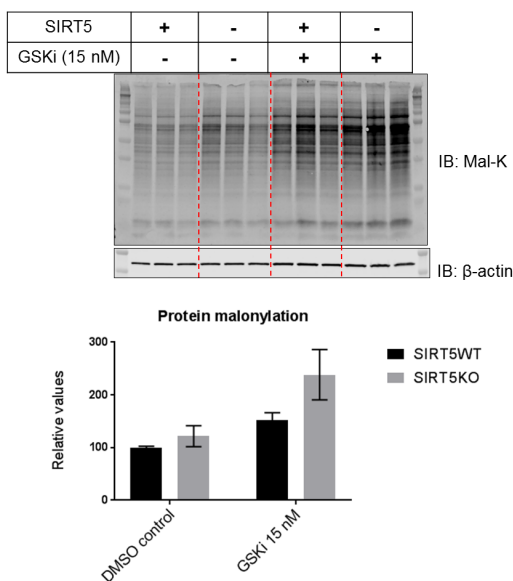 SIRT5 + - + -
GSKi (15 nM) - - + +
IB: Mal-K
IB: β-actin
Protein malonylation
300
200
100
0
Relative values
SIRT5WT
SIRT5KO
DMSO control
GSKi 15 nM